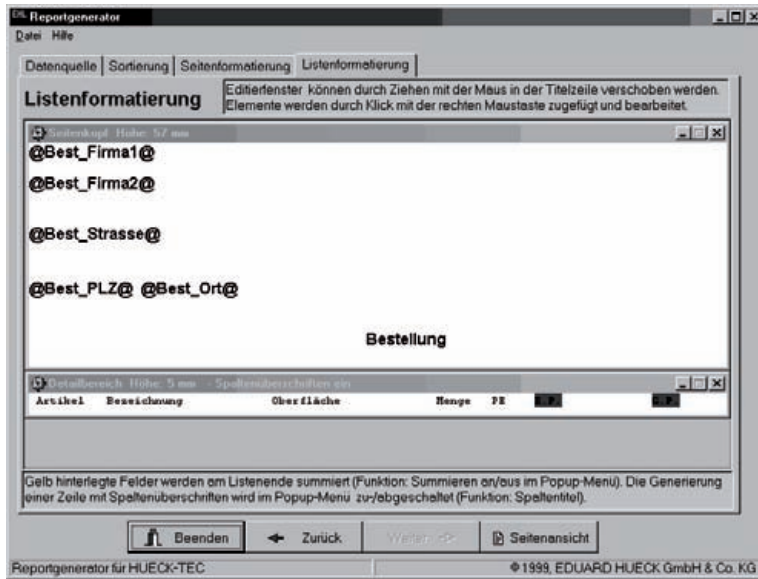 Reportgenerator
Datei Hilfe
Datenquelle Sortierung Seitenformatierung Listenformatierung
Listenformatierung
Editierfenster können durch Ziehen mit der Maus in der Titelzeile verschoben werden.
Elemente werden durch Klick mit der rechten Maustaste zugefügt und bearbeitet.
Seitenkopf Höhe: 57 mm
@Best_Firma1@
@Best_Firma2@
@Best_Strasse@
@Best_PLZ@ @Best_Ort@
Bestellung
Detailbereich Höhe: 5 mm - Spaltenüberschriften ein
Artikel Bezeichnung Oberfläche Menge PE E.P. G.P.
Gelb hinterlegte Felder werden am Listenende summiert (Funktion: Summieren an/aus im Popup-Menü). Die Generierung
einer Zeile mit Spaltenüberschriften wird im Popup-Menü zu-/abgeschaltet (Funktion: Spaltentitel).
Beenden Zurück Weiter Seitenansicht
Reportgenerator für HUECK-TEC © 1999, EDUARD HUECK GmbH & Co. KG